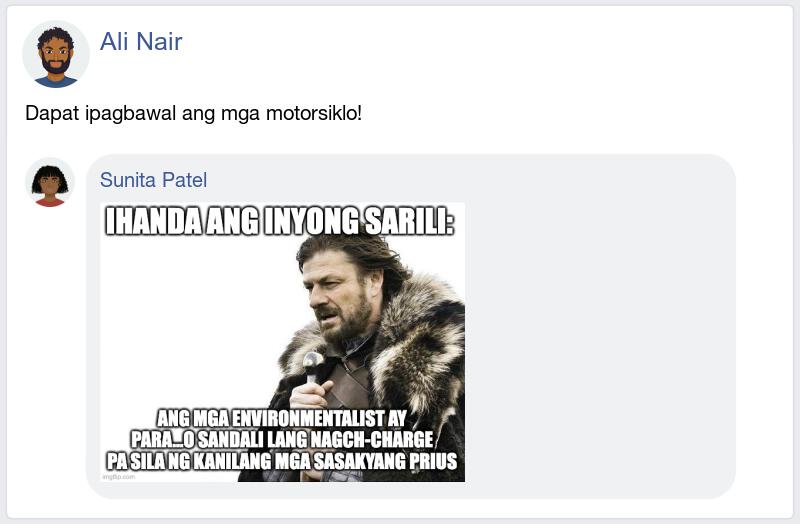 Ali Nair
Dapat ipagbawal ang mga motorsiklo!
Sunita Patel
IHANDA ANG INYONG SARILI:
ANG MGA ENVIRONMENTALIST AY
PARA...O SANDALI LANG NAGCH-CHARGE
PA SILA NG KANILANG MGA SASAKYANG PRIUS
imgflip.com